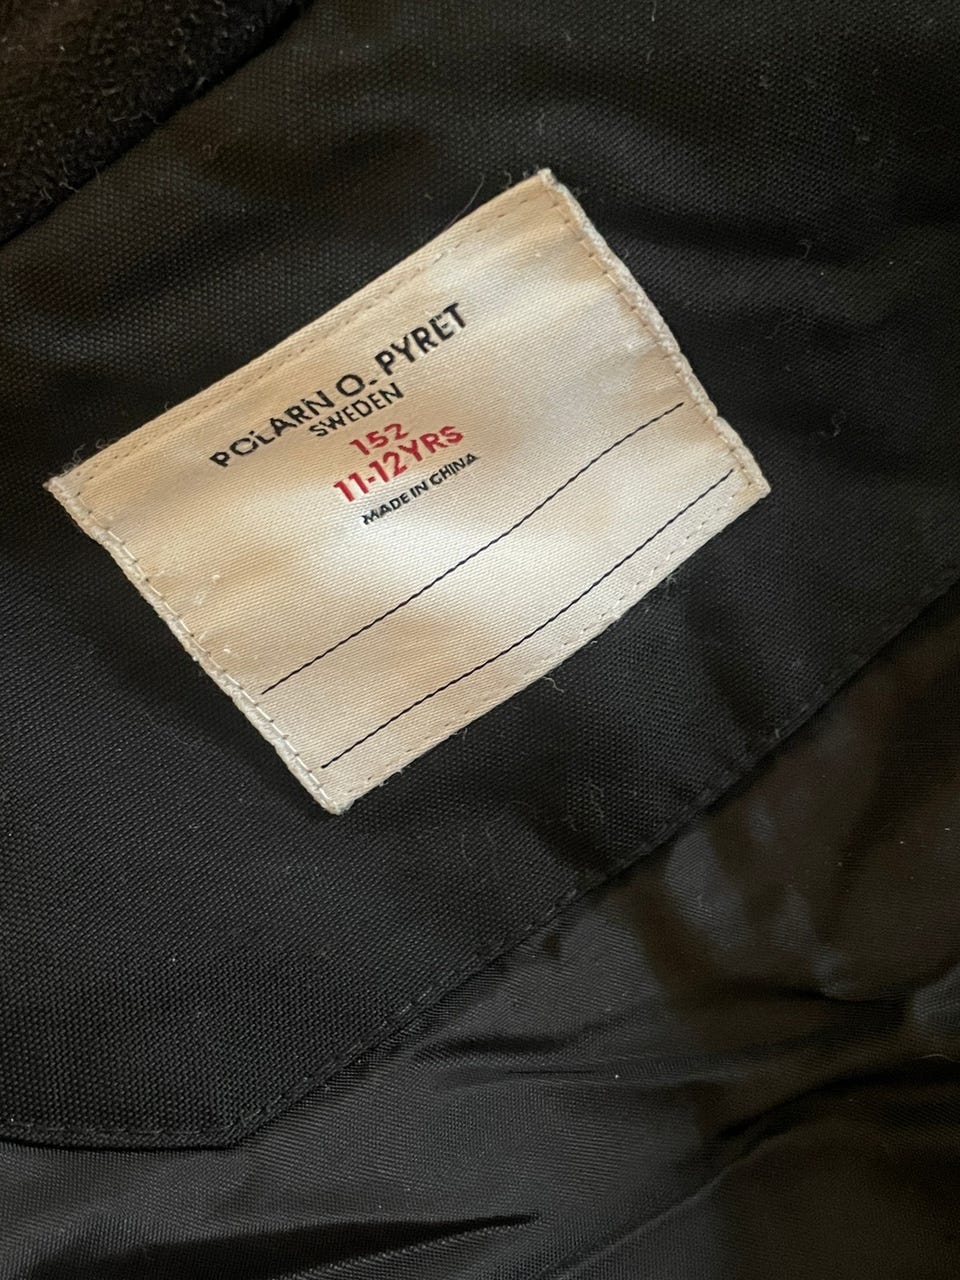 POLARN O. PYRET
SWEDEN
152
11-12YRS
MADE IN CHINA